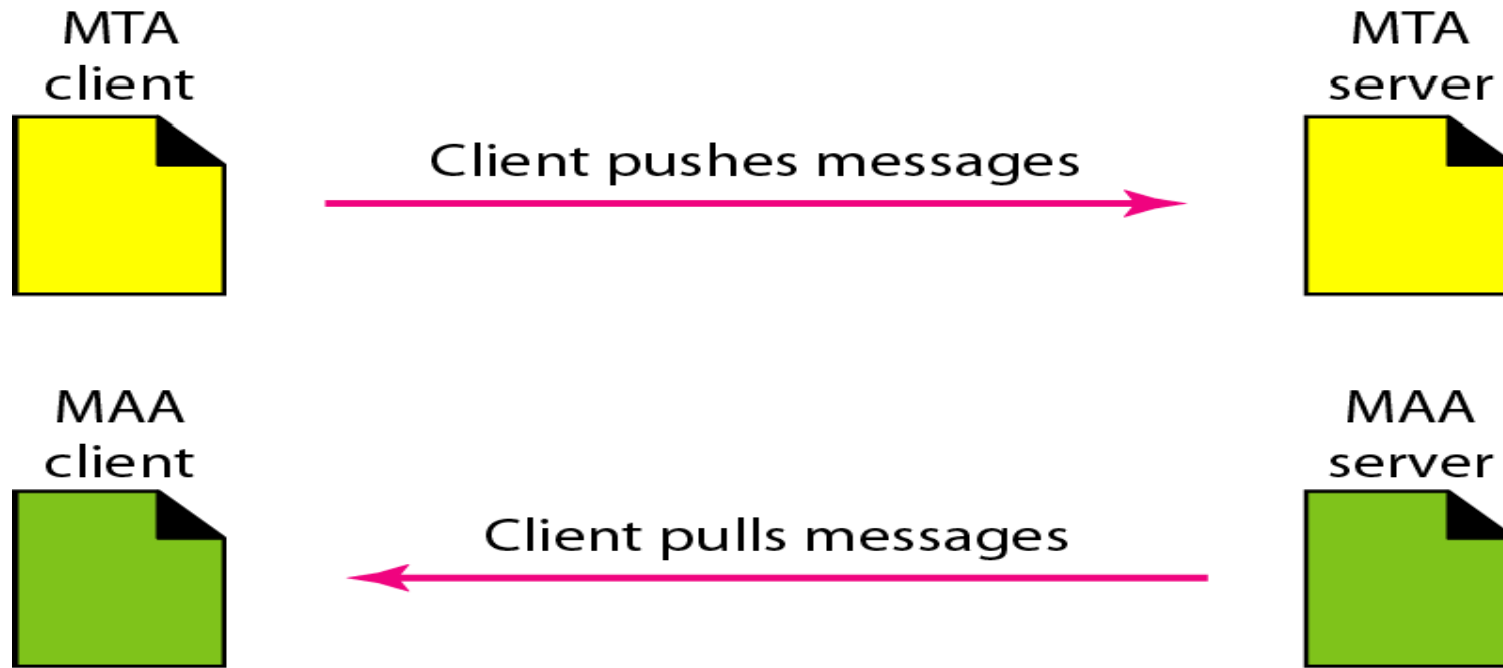 MTA
client
MTA
server
Client pushes messages
MAA
client
MAA
server
Client pulls messages